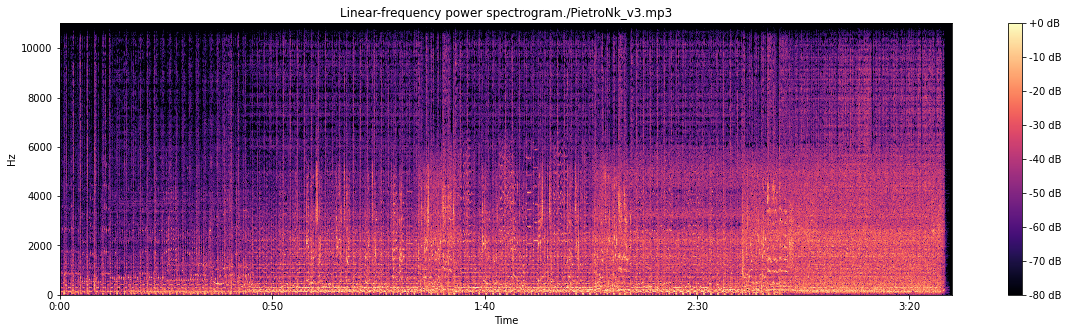 Linear-frequency power spectrogram./PietroNk_v3.mp3
10000
8000
6000
4000
2000
0
Hz
0:00
0:50
1:40
2:30
3:20
Time
+0 dB
-10 dB
-20 dB
-30 dB
-40 dB
-50 dB
-60 dB
-70 dB
-80 dB